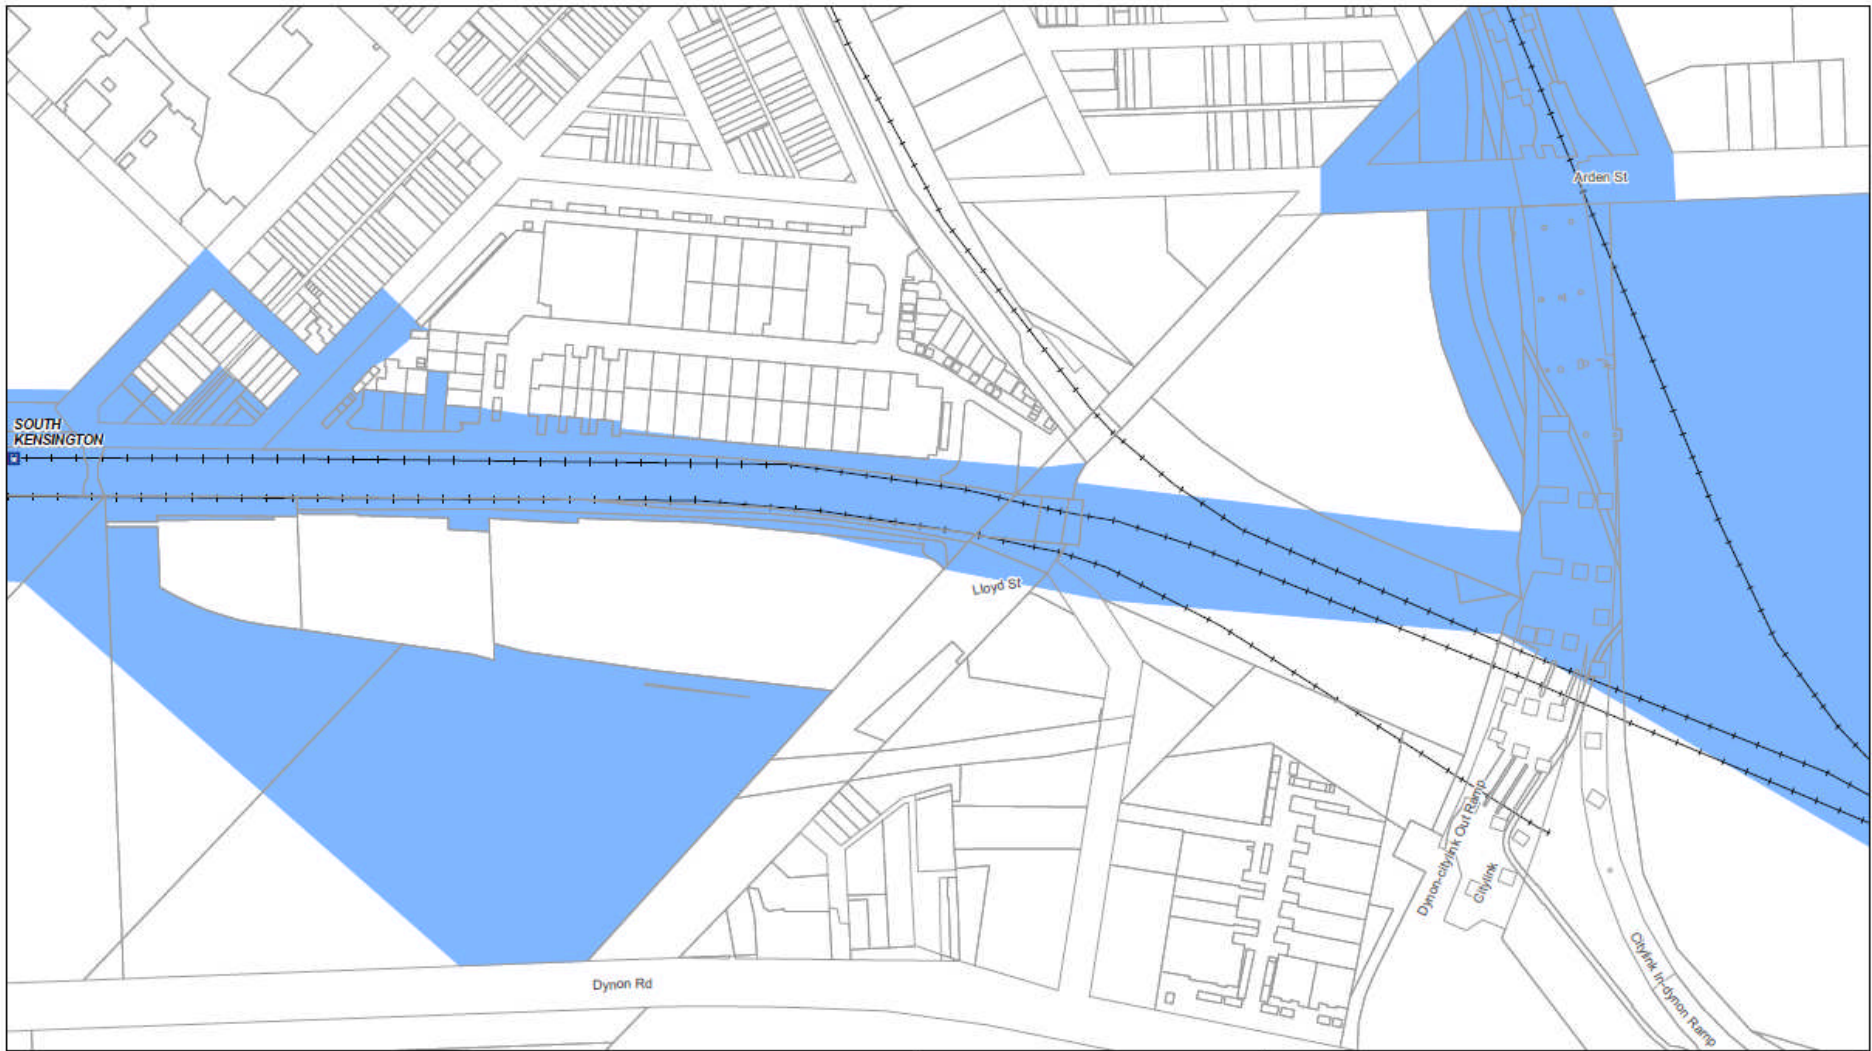 Arden St
SOUTH
KENSINGTON
Lloyd St
Dynon-citylink Out Ramp
Citylink
Dynon Rd
Citylink In-dynon Ramp